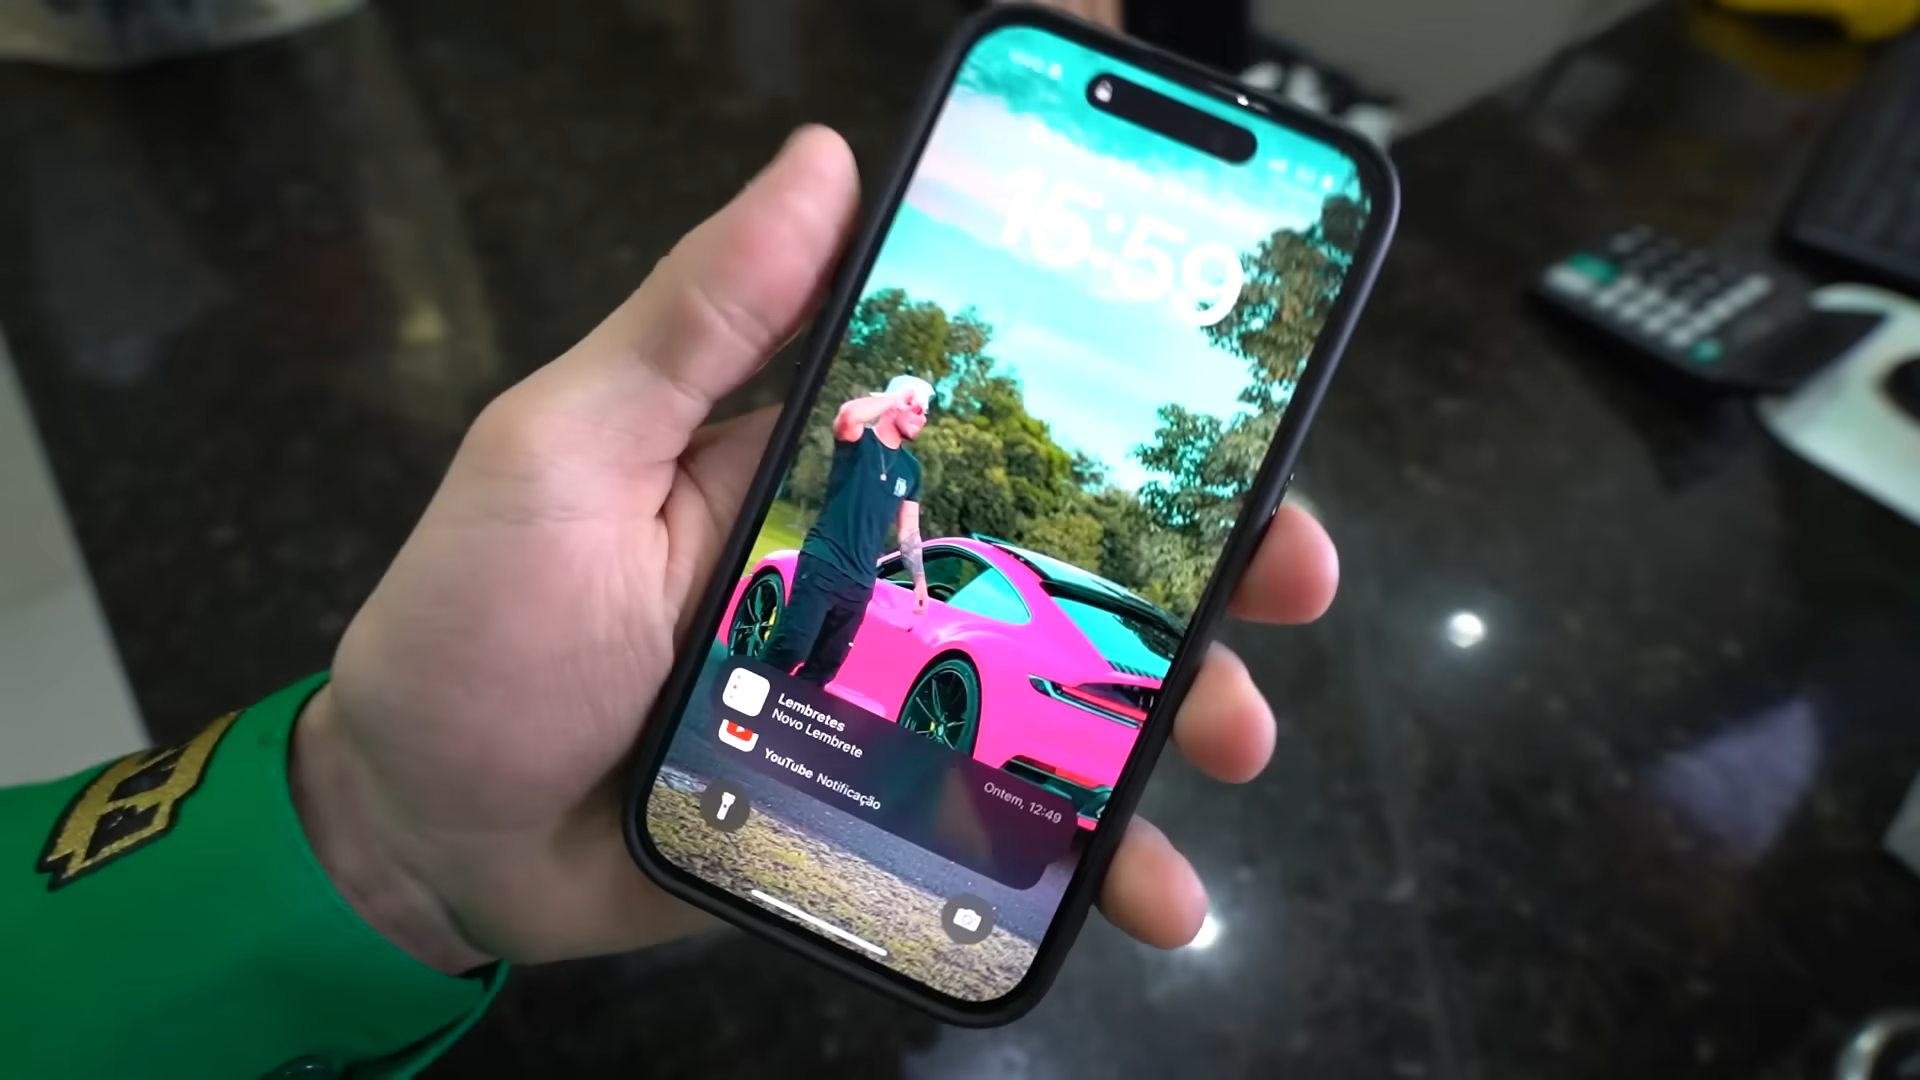 15:59
Lembretes
Novo Lembrete
YouTube Notificação
Ontem, 12:49